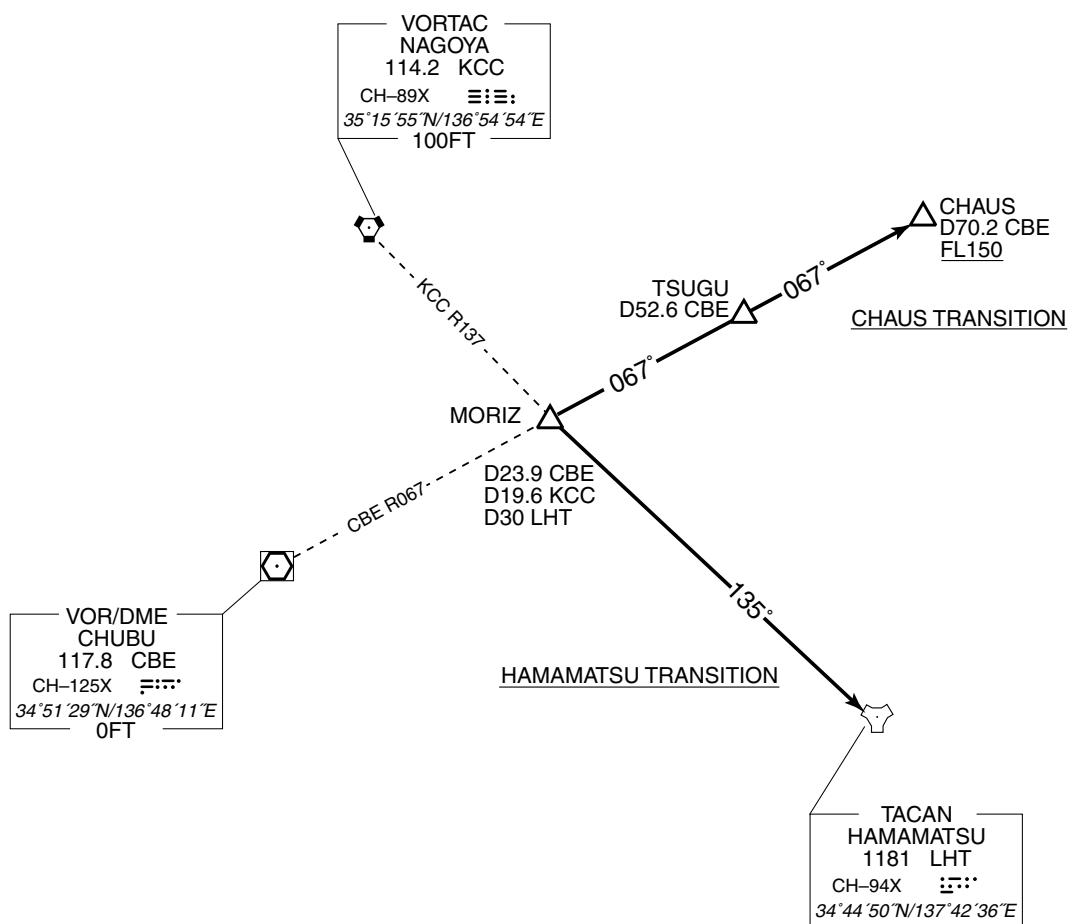 VORTAC
NAGOYA
114.2 KCC
CH–89X
35°15´55˝N/136°54´54˝E
100FT
CHAUS
D70.2 CBE
FL150
067°
TSUGU
D52.6 CBE
CHAUS TRANSITION
KCC R137
067°
MORIZ
D23.9 CBE
D19.6 KCC
D30 LHT
CBE R067
135°
VOR/DME
CHUBU
117.8 CBE
CH–125X
34°51´29˝N/136°48´11˝E
0FT
HAMAMATSU TRANSITION
TACAN
HAMAMATSU
1181 LHT
CH–94X
34°44´50˝N/137°42´36˝E